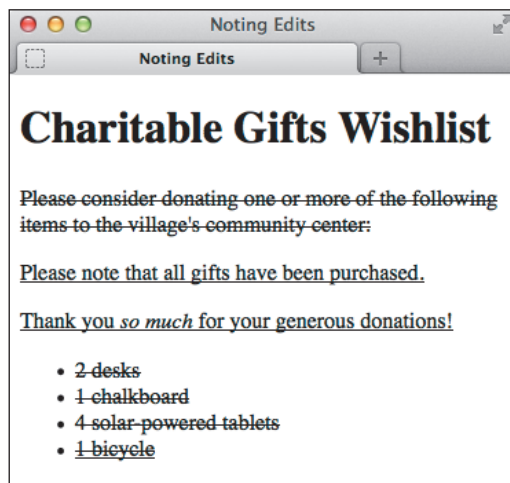 Noting Edits
Noting Edits
Charitable Gifts Wishlist
Please consider donating one or more of the following
items to the village's community center:
Please note that all gifts have been purchased.
Thank you so much for your generous donations!
2 desks
1 chalkboard
4 solar-powered tablets
1 bicycle